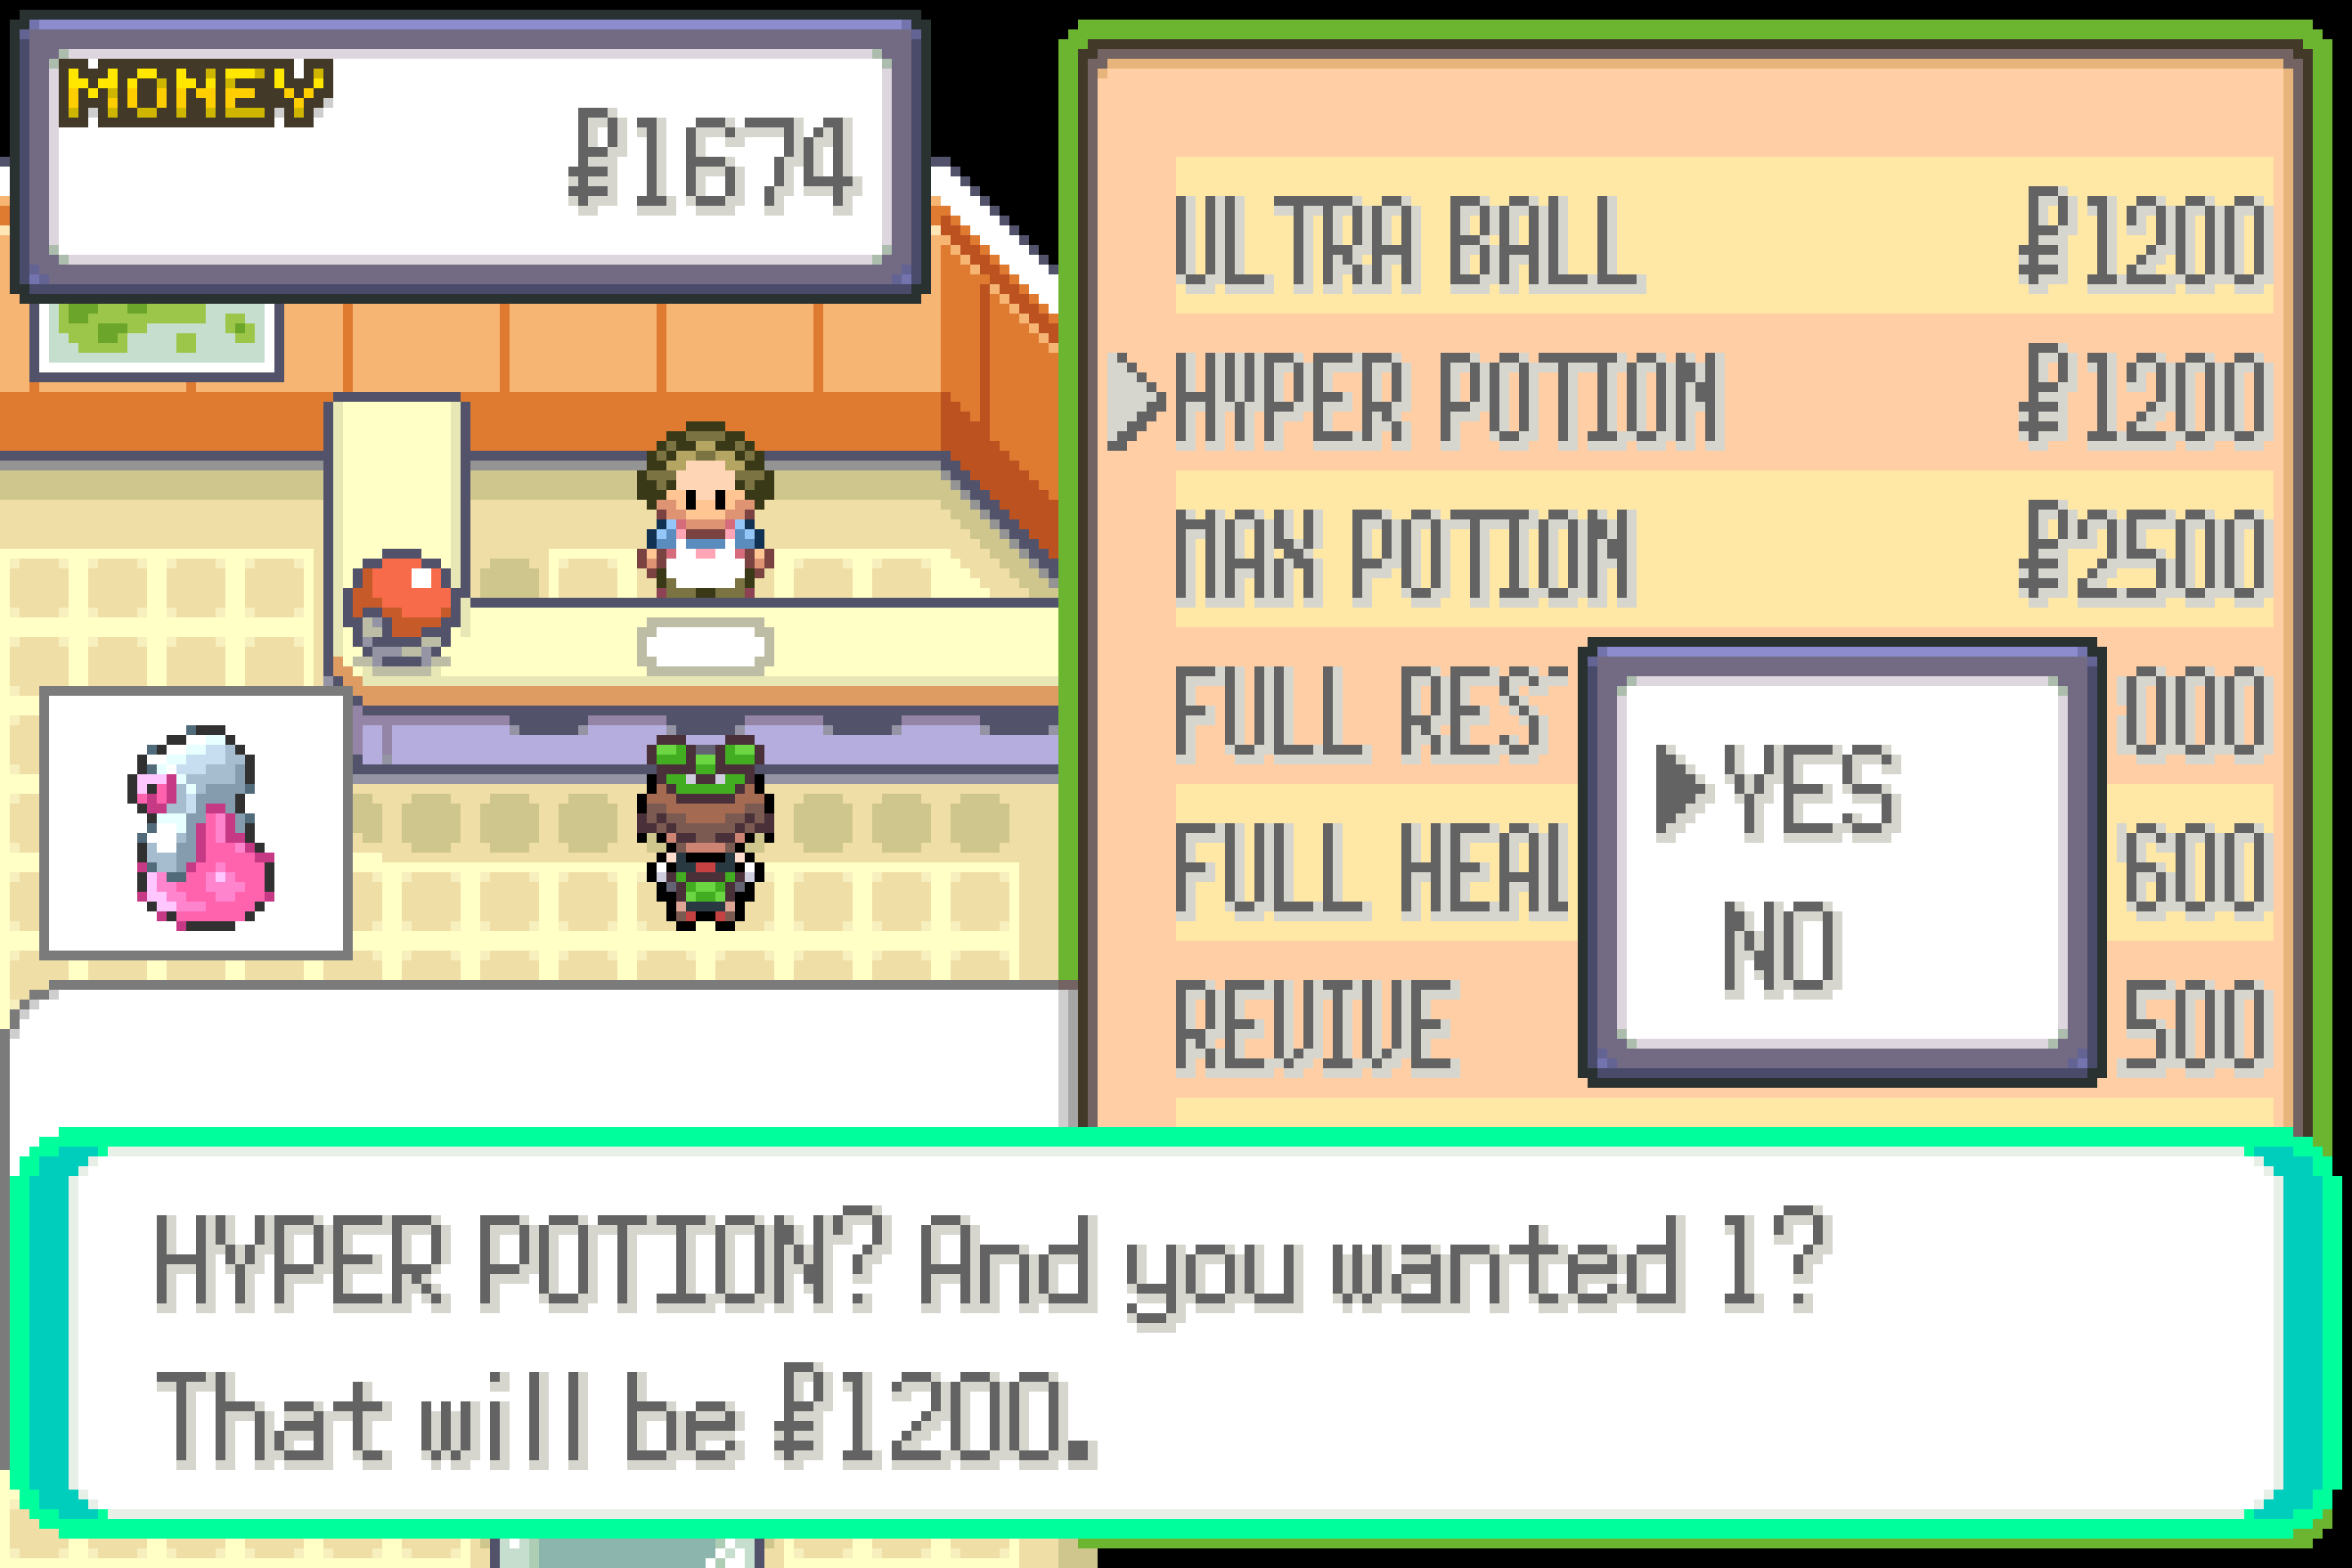 MONEY
₽1674
ULTRA BALL ₽1200
HYPER POTION ₽1200
MAX POTION ₽2500
FULL 000
FULL HEAL 600
REVIVE 500
YES
NO
HYPER POTION? And you wanted 1?
That will be ₽1200.